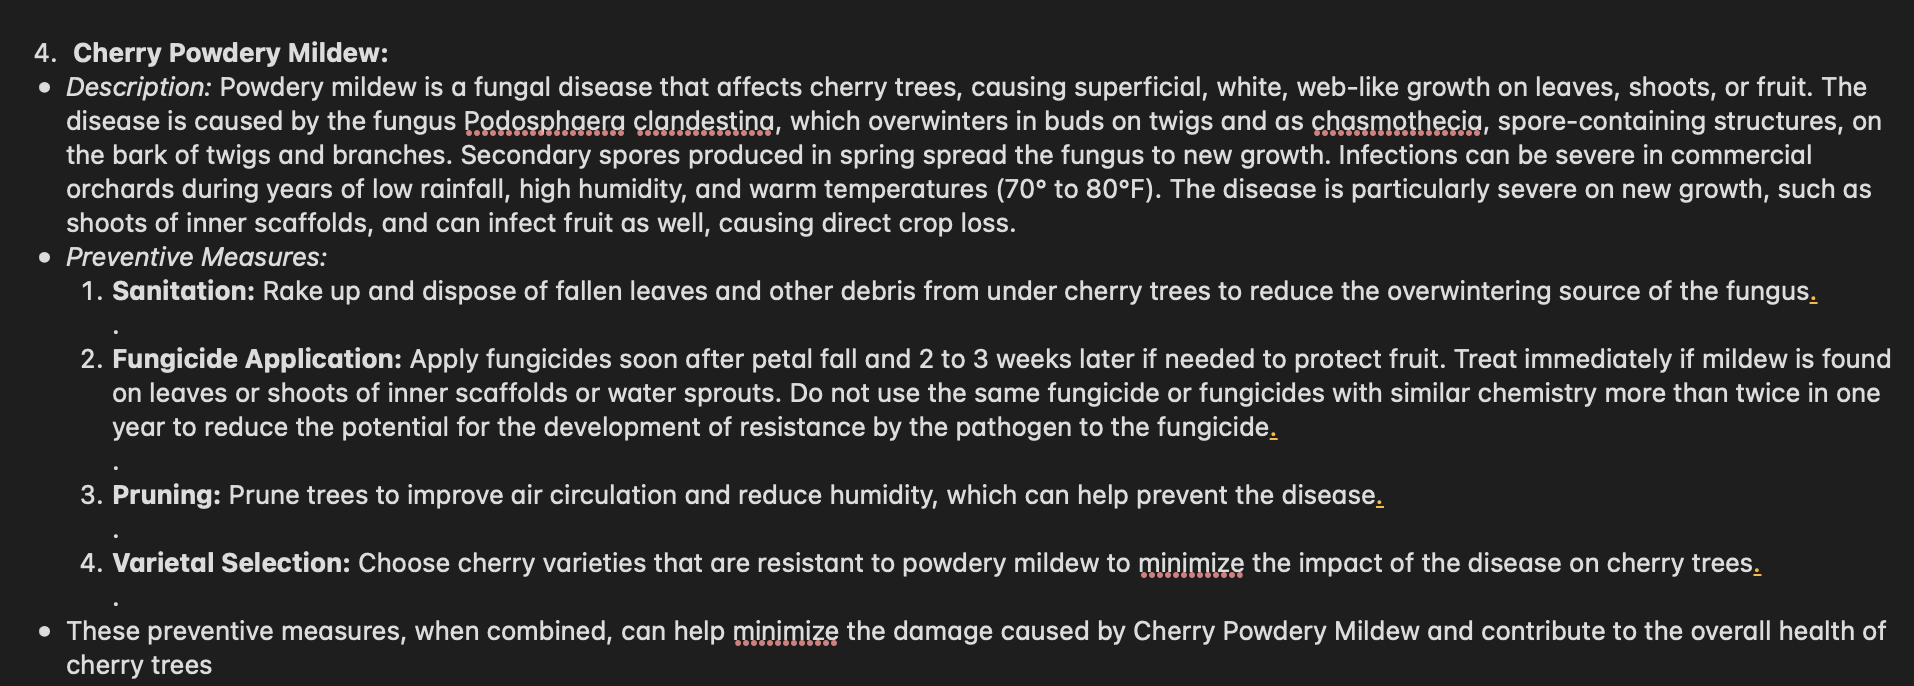 4. Cherry Powdery Mildew:
• Description: Powdery mildew is a fungal disease that affects cherry trees, causing superficial, white, web-like growth on leaves, shoots, or fruit. The
disease is caused by the fungus Podosphaera clandestina, which overwinters in buds on twigs and as chasmothecia, spore-containing structures, on
the bark of twigs and branches. Secondary spores produced in spring spread the fungus to new growth. Infections can be severe in commercial
orchards during years of low rainfall, high humidity, and warm temperatures (70° to 80°F). The disease is particularly severe on new growth, such as
shoots of inner scaffolds, and can infect fruit as well, causing direct crop loss.
• Preventive Measures:
1. Sanitation: Rake up and dispose of fallen leaves and other debris from under cherry trees to reduce the overwintering source of the fungus.
.
2. Fungicide Application: Apply fungicides soon after petal fall and 2 to 3 weeks later if needed to protect fruit. Treat immediately if mildew is found
on leaves or shoots of inner scaffolds or water sprouts. Do not use the same fungicide or fungicides with similar chemistry more than twice in one
year to reduce the potential for the development of resistance by the pathogen to the fungicide.
.
3. Pruning: Prune trees to improve air circulation and reduce humidity, which can help prevent the disease.
.
4. Varietal Selection: Choose cherry varieties that are resistant to powdery mildew to minimize the impact of the disease on cherry trees.
.
• These preventive measures, when combined, can help minimize the damage caused by Cherry Powdery Mildew and contribute to the overall health of
cherry trees